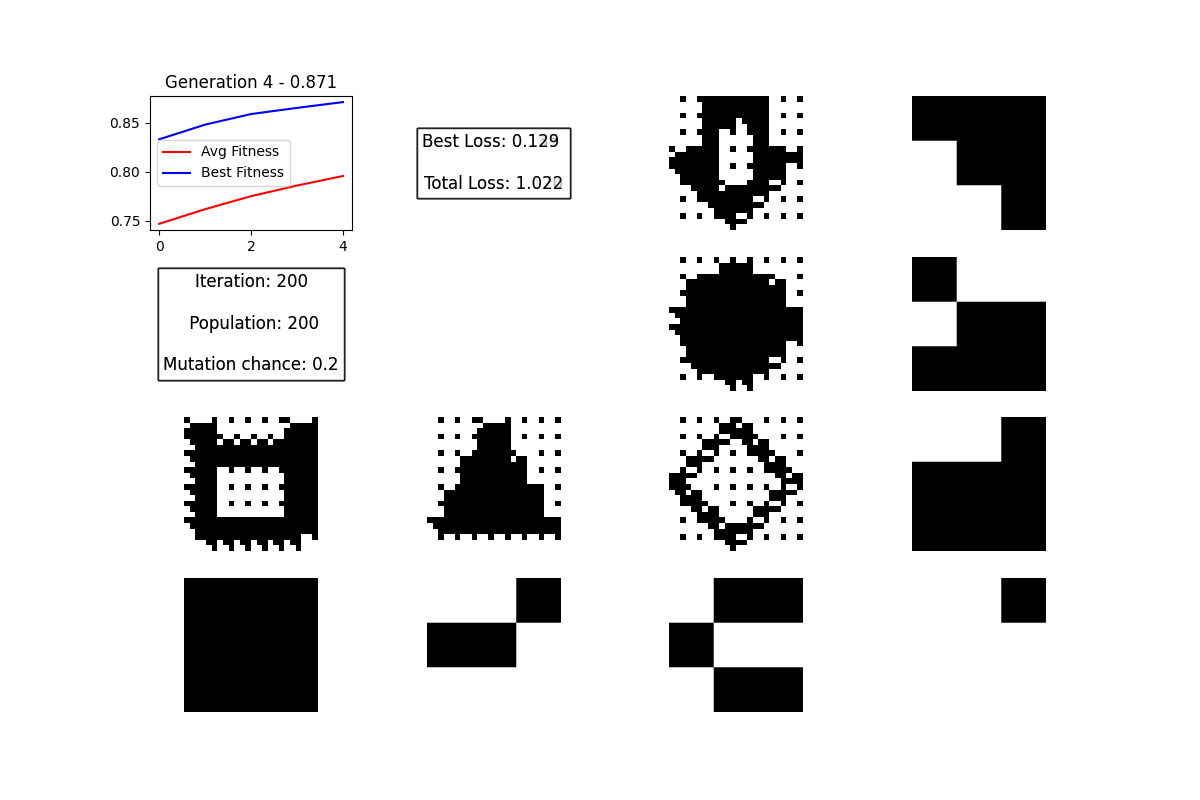 Generation 4 - 0.871
0.85
0.80
0.75
Avg Fitness
Best Fitness
0 2 4
Best Loss: 0.129
Total Loss: 1.022
Iteration: 200
Population: 200
Mutation chance: 0.2